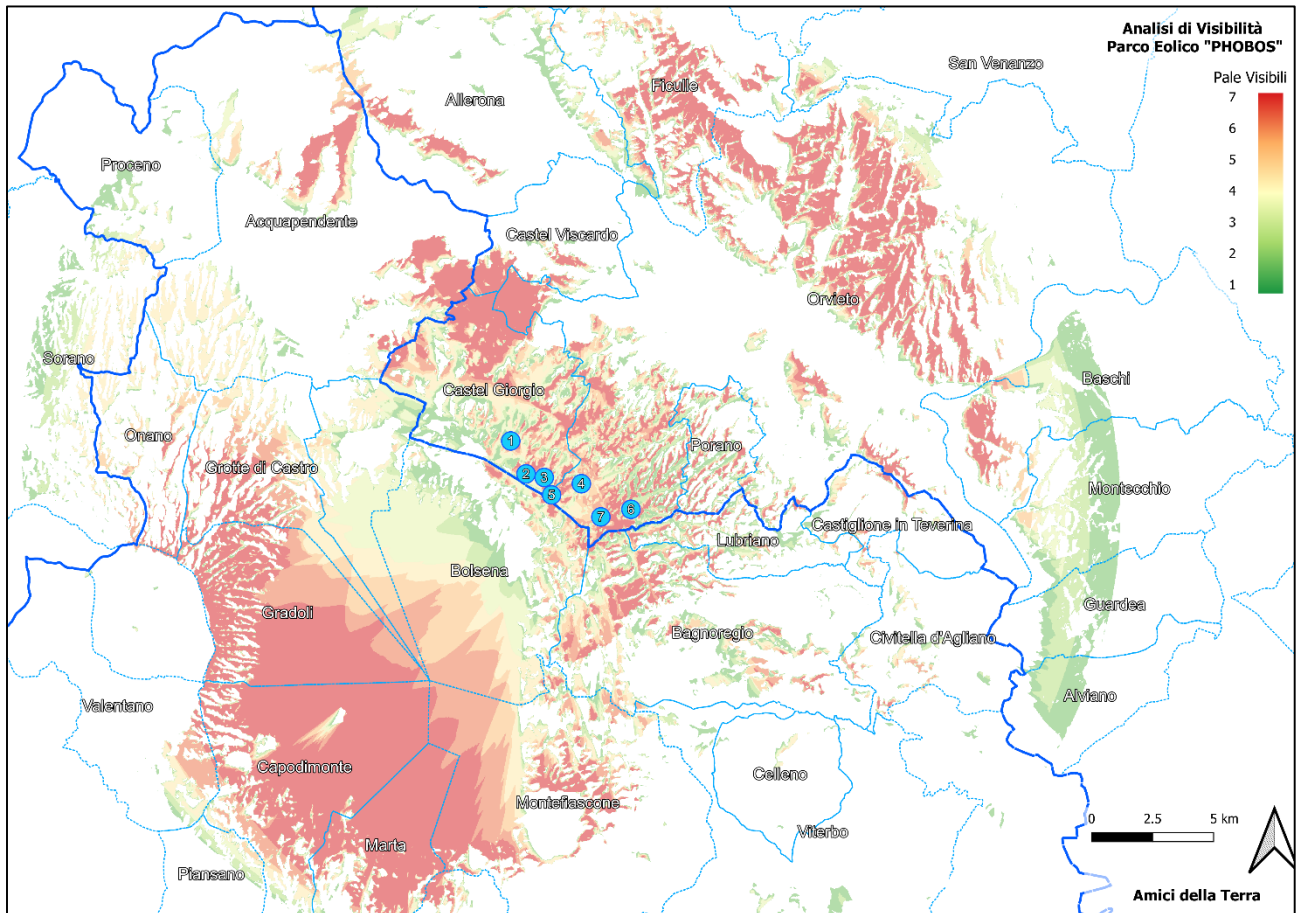 Analisi di Visibilità
Parco Eolico "PHOBOS"
Pale Visibili
7
6
5
4
3
2
1
San Venanzo
Ficulle
Allerona
Proceno
Acquapendente
Castel Viscardo
Orvieto
Sorano
Baschi
Castel Giorgio
Onano
Porano
Grotte di Castro
1
2
3
4
5
6
7
Montecchio
Castiglione in Teverina
Lubriano
Bolsena
Guardea
Gradoli
Bagnoregio
Civitella d'Agliano
Alviano
Valentano
Capodimonte
Celleno
Montefiascone
Viterbo
Marta
Piansano
0 2.5 5 km
Amici della Terra